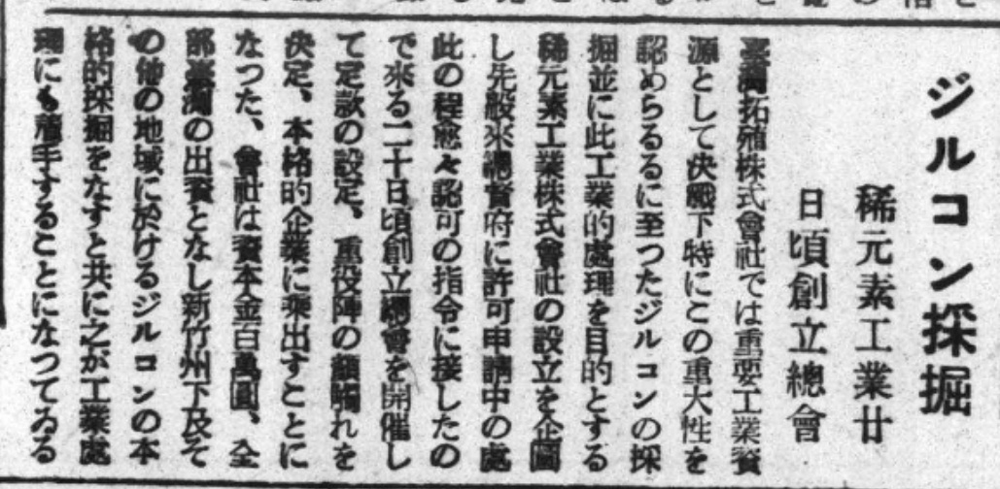 ジルコン採掘
稀元素工業廿
日頃創立總會
臺灣拓殖株式會社では重要工業資
源として決戰下特にこの重大性を
認めらるるに至つたジルコンの採
掘並に此工業的處理を目的とする
稀元素工業株式會社の設立を企圖
し先般來總督府に許可申請中の處
此の程愈々認可の指令に接したの
で來る二十日頃創立總會を開催し
て定款の設定、重役陣の顏觸れを
決定、本格的企業に乘出すことに
なつた、會社は資本金百萬圓、全
部臺灣の出資となし新竹州下及そ
の他の地域に於けるジルコンの本
格的採掘をなすと共に之が工業處
理にも着手することになつてゐる